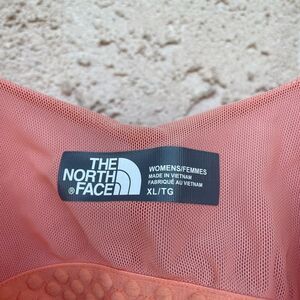 THE
NORTH
®FACE
WOMENS/FEMMES
MADE IN VIETNAM
FABRIQUÉ AU VIETNAM
XL/TG